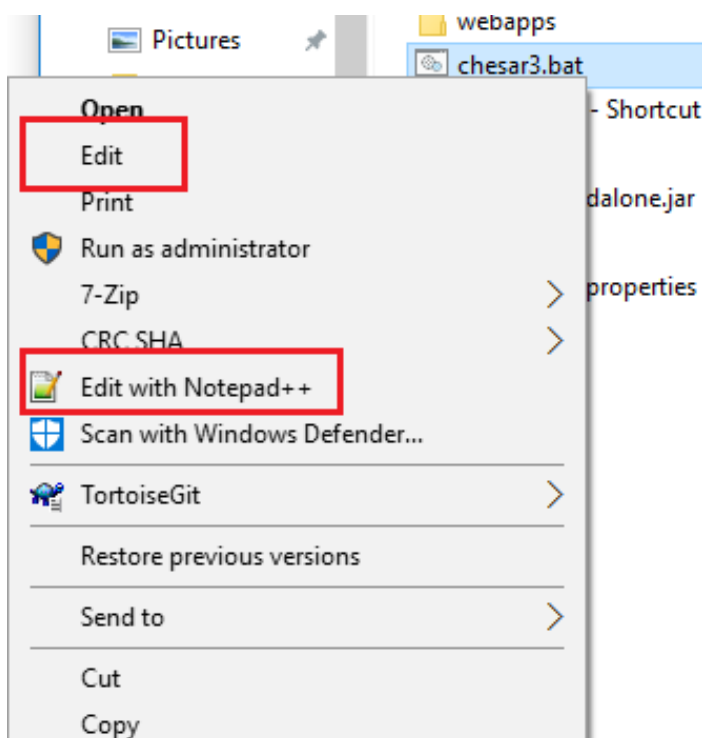 Pictures
webapps
chesar3.bat
- Shortcut
dalone.jar
properties
Open
Edit
Print
Run as administrator
7-Zip
CRC SHA
Edit with Notepad++
Scan with Windows Defender...
TortoiseGit
Restore previous versions
Send to
Cut
Copy